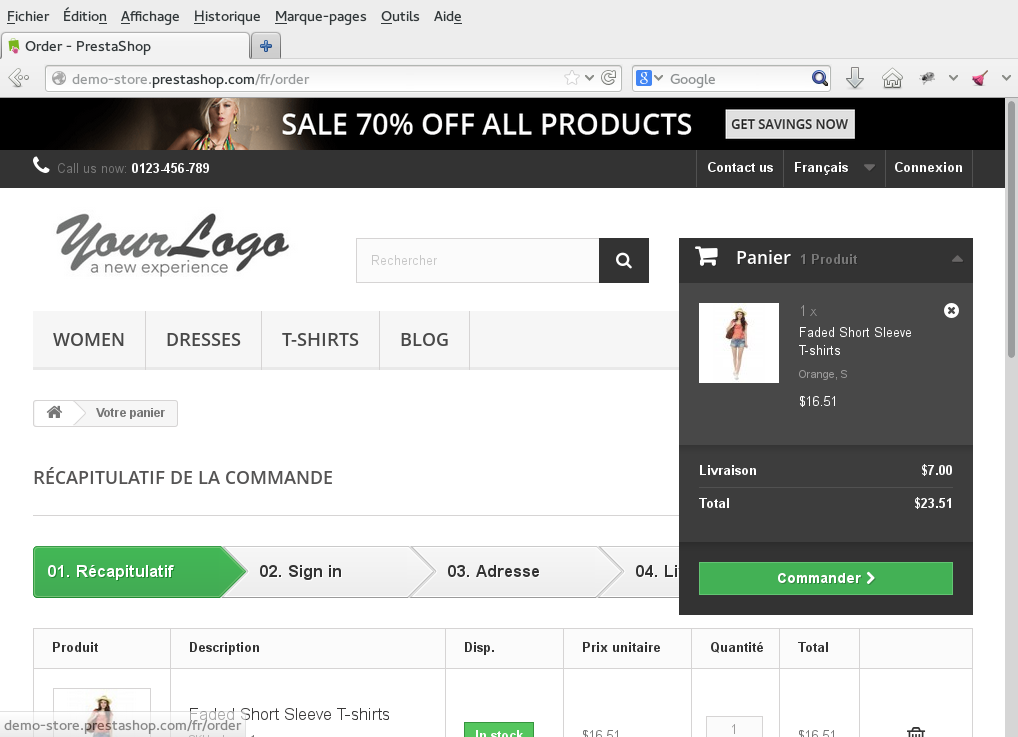 Fichier Édition Affichage Historique Marque-pages Outils Aide
Order - PrestaShop
demo-store.prestashop.com/fr/order
8 Google
SALE 70% OFF ALL PRODUCTS GET SAVINGS NOW
Call us now: 0123-456-789 Contact us Français Connexion
YourLogo
a new experience
Rechercher
Panier 1 Produit
1 x
Faded Short Sleeve
T-shirts
Orange, S
$16.51
Livraison $7.00
Total $23.51
Commander
WOMEN DRESSES T-SHIRTS BLOG
Votre panier
RÉCAPITULATIF DE LA COMMANDE
01. Récapitulatif 02. Sign in 03. Adresse 04. Li
Produit Description Disp. Prix unitaire Quantité Total
Faded Short Sleeve T-shirts
In stock $16.51 1 $16.51
demo-store.prestashop.com/fr/order